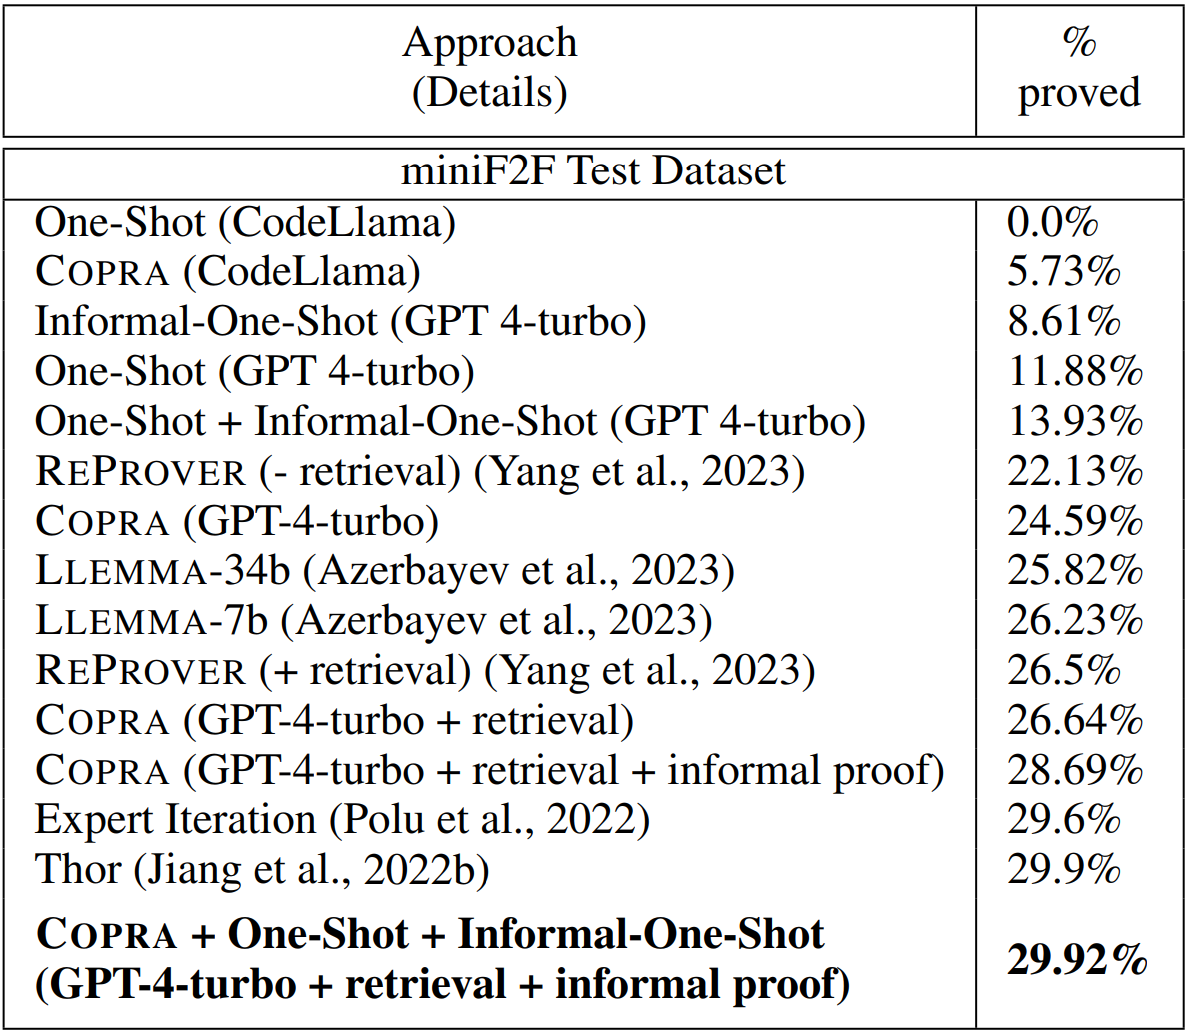 Approach
(Details)
%
proved
miniF2F Test Dataset
One-Shot (CodeLlama) 0.0%
COPRA (CodeLlama) 5.73%
Informal-One-Shot (GPT 4-turbo) 8.61%
One-Shot (GPT 4-turbo) 11.88%
One-Shot + Informal-One-Shot (GPT 4-turbo) 13.93%
REPROVER (- retrieval) (Yang et al., 2023) 22.13%
COPRA (GPT-4-turbo) 24.59%
LLEMMA-34b (Azerbayev et al., 2023) 25.82%
LLEMMA-7b (Azerbayev et al., 2023) 26.23%
REPROVER (+ retrieval) (Yang et al., 2023) 26.5%
COPRA (GPT-4-turbo + retrieval) 26.64%
COPRA (GPT-4-turbo + retrieval + informal proof) 28.69%
Expert Iteration (Polu et al., 2022) 29.6%
Thor (Jiang et al., 2022b) 29.9%
COPRA + One-Shot + Informal-One-Shot
(GPT-4-turbo + retrieval + informal proof)
29.92%